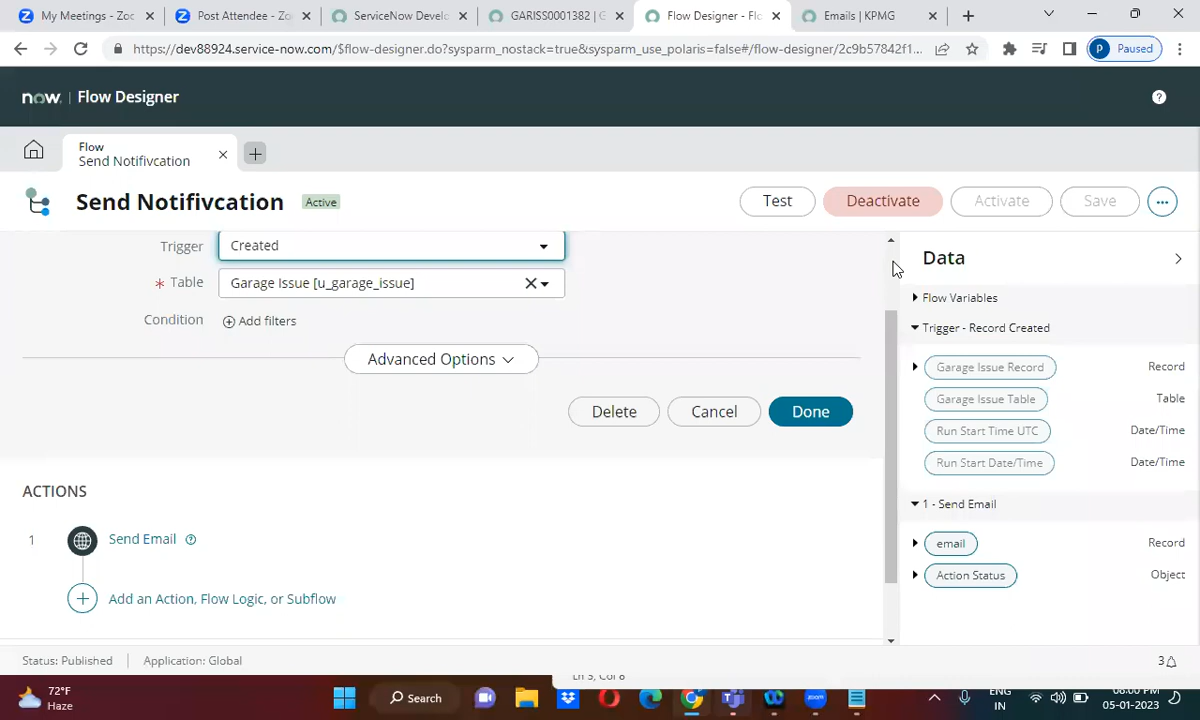 My Meetings - Zoo
Post Attendee - Zo
ServiceNow Develo
GARISS0001382 | G
Flow Designer - Flo
Emails | KPMG
https://dev88924.service-now.com/$flow-designer.do?sysparm_nostack=true&sysparm_use_polaris=false#/flow-designer/2c9b57842f1...
P Paused
now. | Flow Designer
?
Flow
Send Notifivcation
Send Notifivcation
Active
Test
Deactivate
Activate
Save
...
Trigger
Created
* Table
Garage Issue [u_garage_issue]
Condition
Add filters
Advanced Options
Delete
Cancel
Done
ACTIONS
1
Send Email
?
Add an Action, Flow Logic, or Subflow
Data
Flow Variables
Trigger - Record Created
Garage Issue Record
Record
Garage Issue Table
Table
Run Start Time UTC
Date/Time
Run Start Date/Time
Date/Time
1 - Send Email
email
Record
Action Status
Object
Status: Published
Application: Global
3
72°F
Haze
Search
zoom
ENG
IN
08:00 PM
05-01-2023